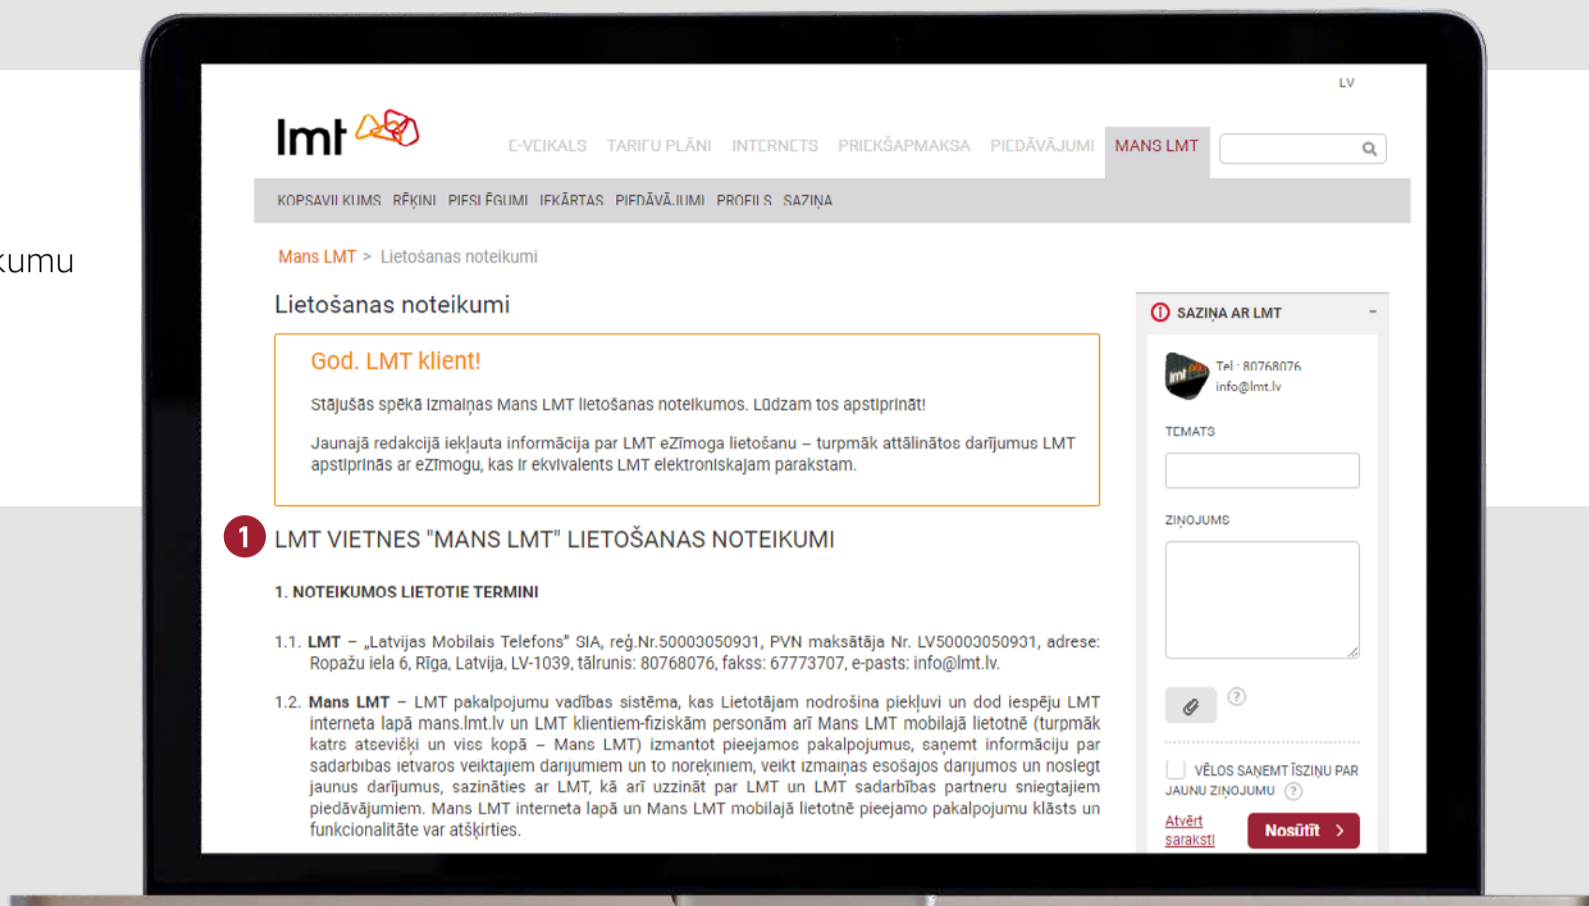 LV
lmt
E-VEIKALS TARIFU PLĀNI INTERNETS PRIEKŠAPMAKSA PIEDĀVĀJUMI MANS LMT
KOPSAVILKUMS RĒĶINI PIESLĒGUMI IEKĀRTAS PIEDĀVĀJUMI PROFILS SAZIŅA
kumu
Mans LMT > Lietošanas noteikumi
Lietošanas noteikumi
God. LMT klient!
Stājušās spēkā izmaiņas Mans LMT lietošanas noteikumos. Lūdzam tos apstiprināt!
Jaunajā redakcijā iekļauta informācija par LMT eZīmoga lietošanu – turpmāk attālinātos darījumus LMT
apstiprinās ar eZīmogu, kas ir ekvivalents LMT elektroniskajam parakstam.
1 LMT VIETNES "MANS LMT" LIETOŠANAS NOTEIKUMI
1. NOTEIKUMOS LIETOTIE TERMINI
1.1. LMT – „Latvijas Mobilais Telefons" SIA, reģ.Nr.50003050931, PVN maksātāja Nr. LV50003050931, adrese:
Ropažu iela 6, Rīga, Latvija, LV-1039, tālrunis: 80768076, fakss: 67773707, e-pasts: info@lmt.lv.
1.2. Mans LMT – LMT pakalpojumu vadības sistēma, kas Lietotājam nodrošina piekļuvi un dod iespēju LMT
interneta lapā mans.lmt.lv un LMT klientiem-fiziskām personām arī Mans LMT mobilajā lietotnē (turpmāk
katrs atsevišķi un viss kopā – Mans LMT) izmantot pieejamos pakalpojumus, saņemt informāciju par
sadarbības ietvaros veiktajiem darījumiem un to norēķiniem, veikt izmaiņas esošajos darījumos un noslēgt
jaunus darījumus, sazināties ar LMT, kā arī uzzināt par LMT un LMT sadarbības partneru sniegtajiem
piedāvājumiem. Mans LMT interneta lapā un Mans LMT mobilajā lietotnē pieejamo pakalpojumu klāsts un
funkcionalitāte var atšķirties.
SAZIŅA AR LMT -
lmt
Tel.: 80768076
info@lmt.lv
TEMATS
ZIŅOJUMS
?
VĒLOS SAŅEMT ĪSZIŅU PAR
JAUNU ZIŅOJUMU ?
Atvērt
saraksti
Nosūtīt >